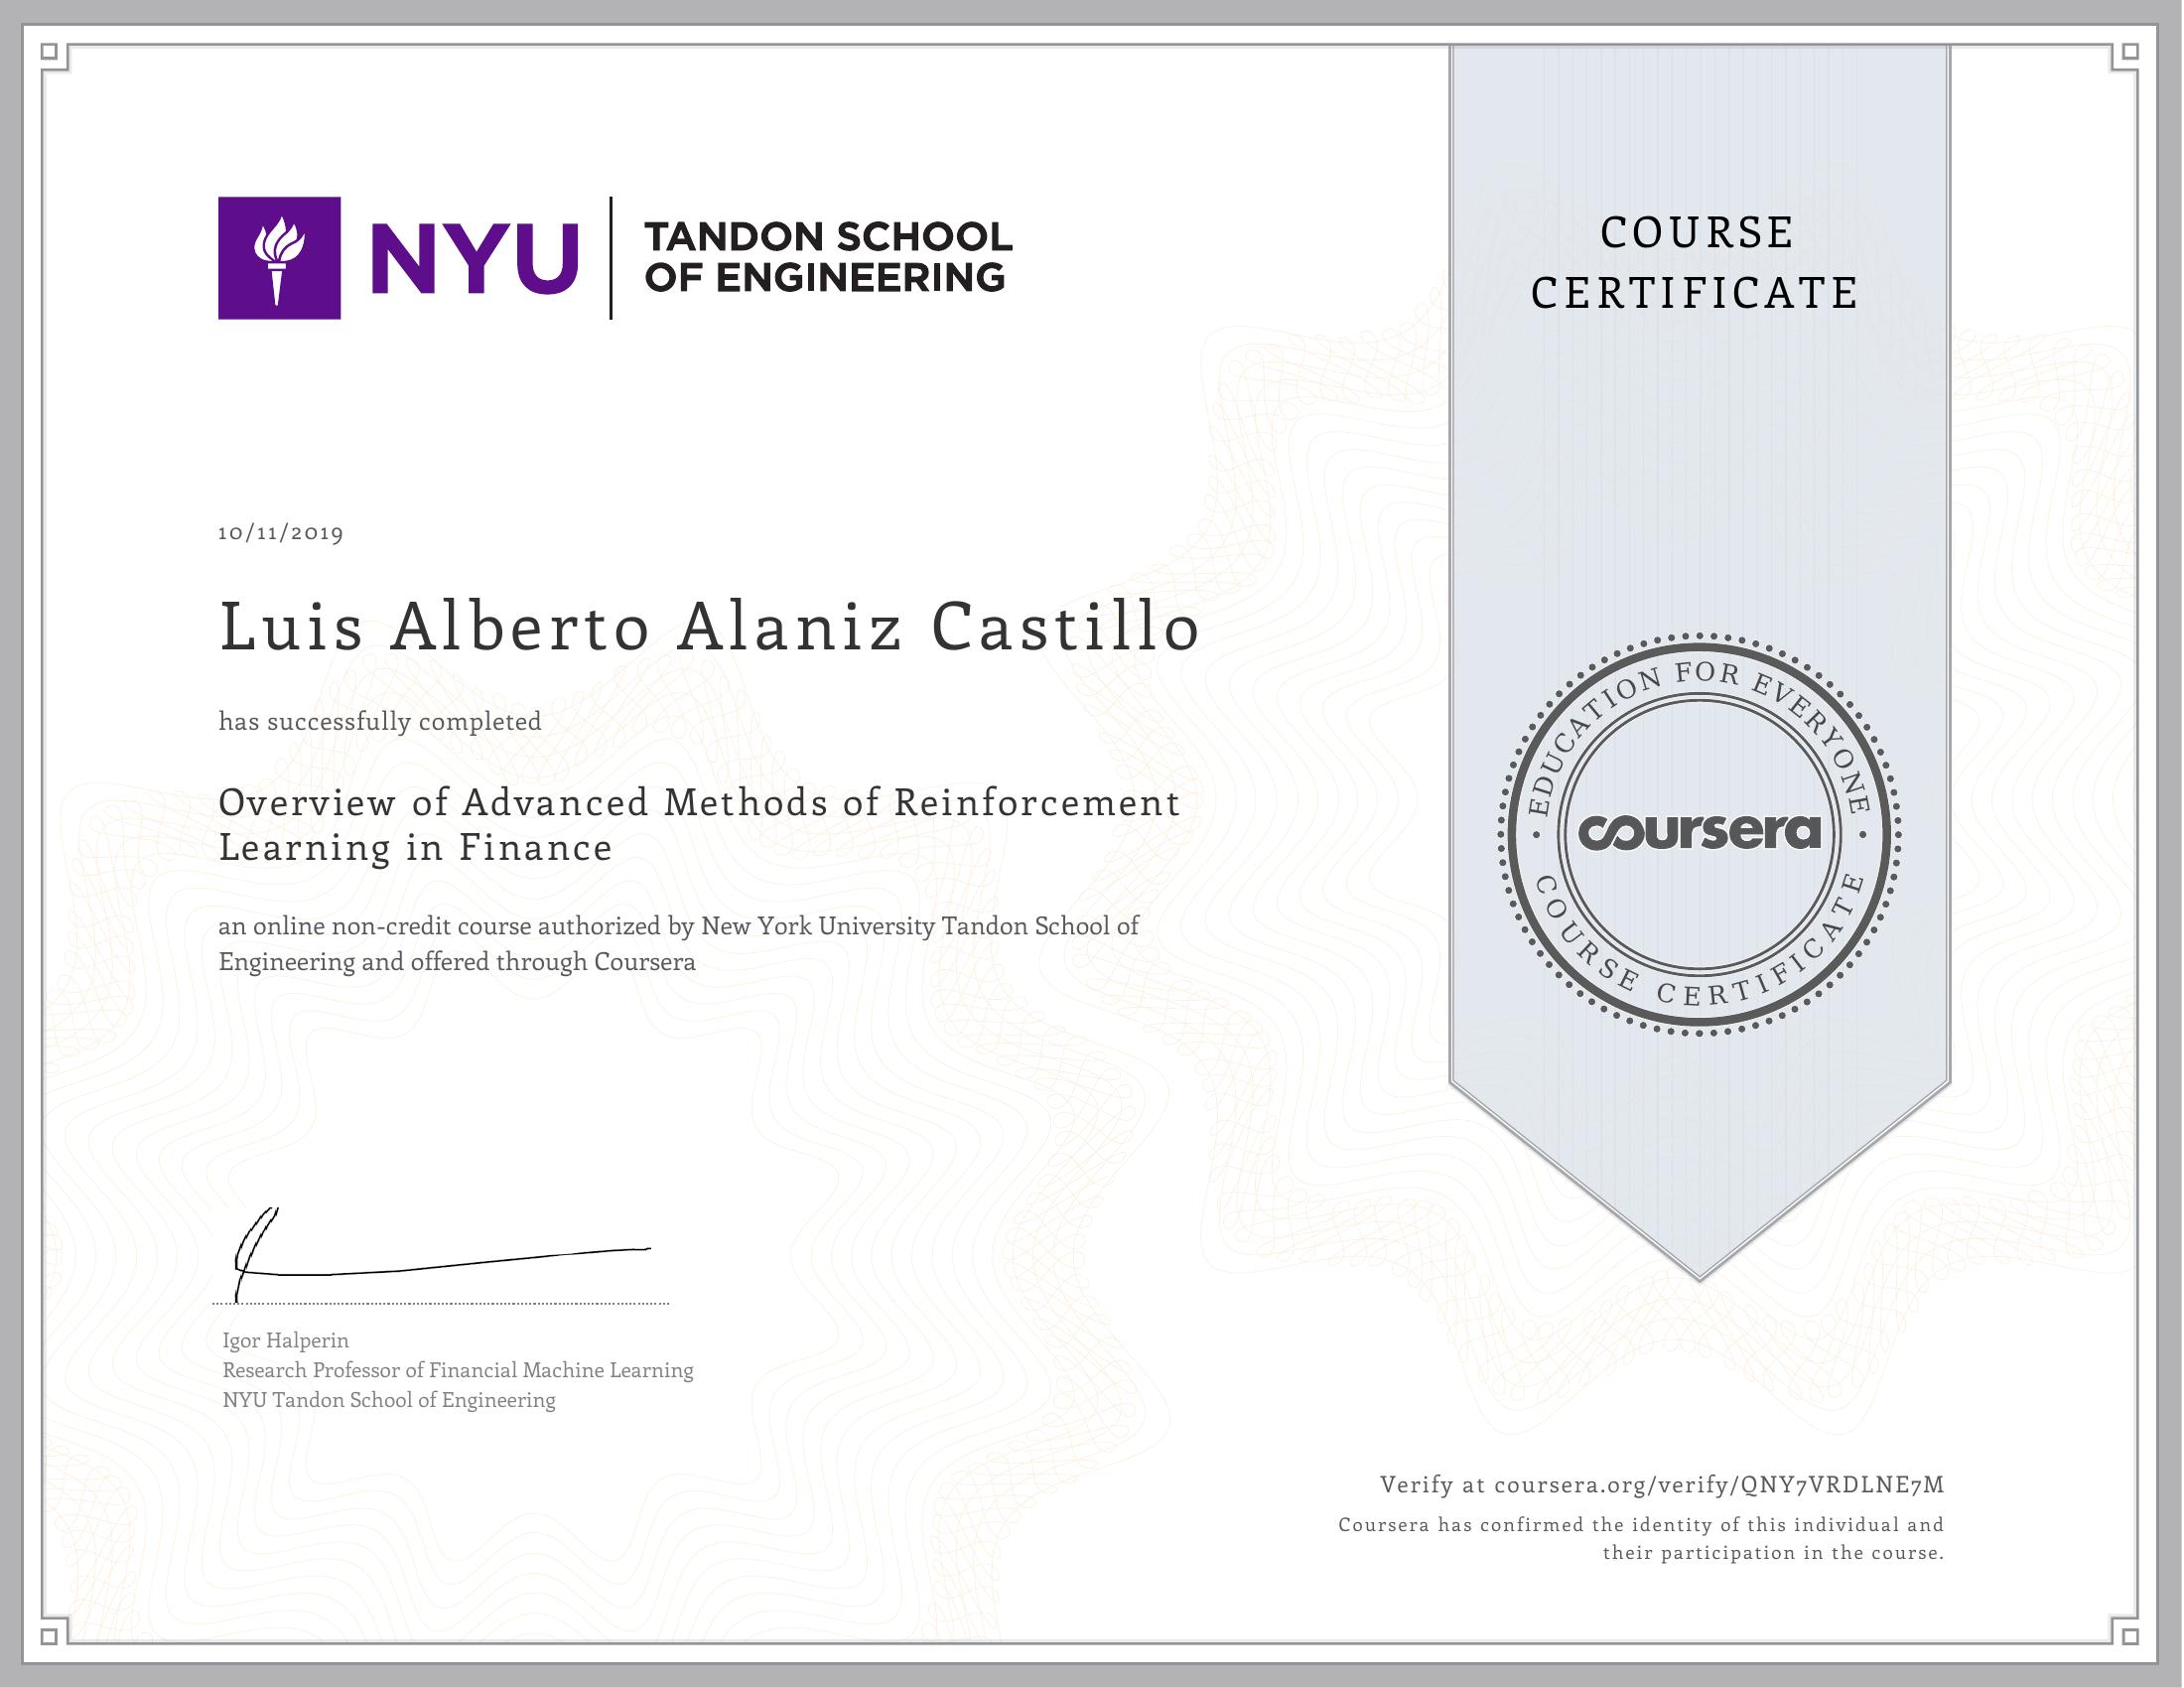 NYU
TANDON SCHOOL
OF ENGINEERING
COURSE
CERTIFICATE
10/11/2019
Luis Alberto Alaniz Castillo
has successfully completed
Overview of Advanced Methods of Reinforcement
Learning in Finance
an online non-credit course authorized by New York University Tandon School of
Engineering and offered through Coursera
EDUCATION FOR EVERYONE
coursera
COURSE CERTIFICATE
Igor Halperin
Research Professor of Financial Machine Learning
NYU Tandon School of Engineering
Verify at coursera.org/verify/QNY7VRDLNE7M
Coursera has confirmed the identity of this individual and
their participation in the course.